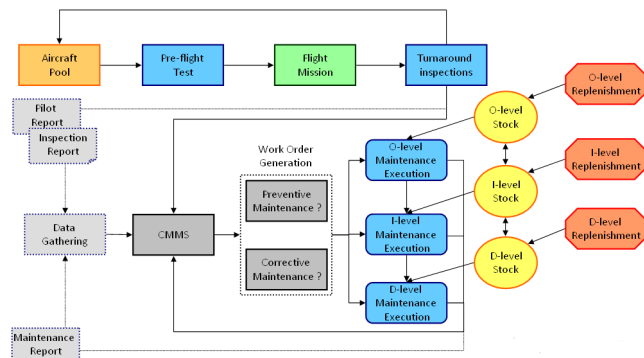 Aircraft
Pool
Pre-flight
Test
Flight
Mission
Turnaround
inspections
O-level
Replenishment
Pilot
Report
Inspection
Report
O-level
Stock
Work Order
Generation
O-level
Maintenance
Execution
I-level
Replenishment
I-level
Stock
Preventive
Maintenance ?
Data
Gathering
CMMS
I-level
Maintenance
Execution
D-level
Replenishment
D-level
Stock
Corrective
Maintenance ?
D-level
Maintenance
Execution
Maintenance
Report